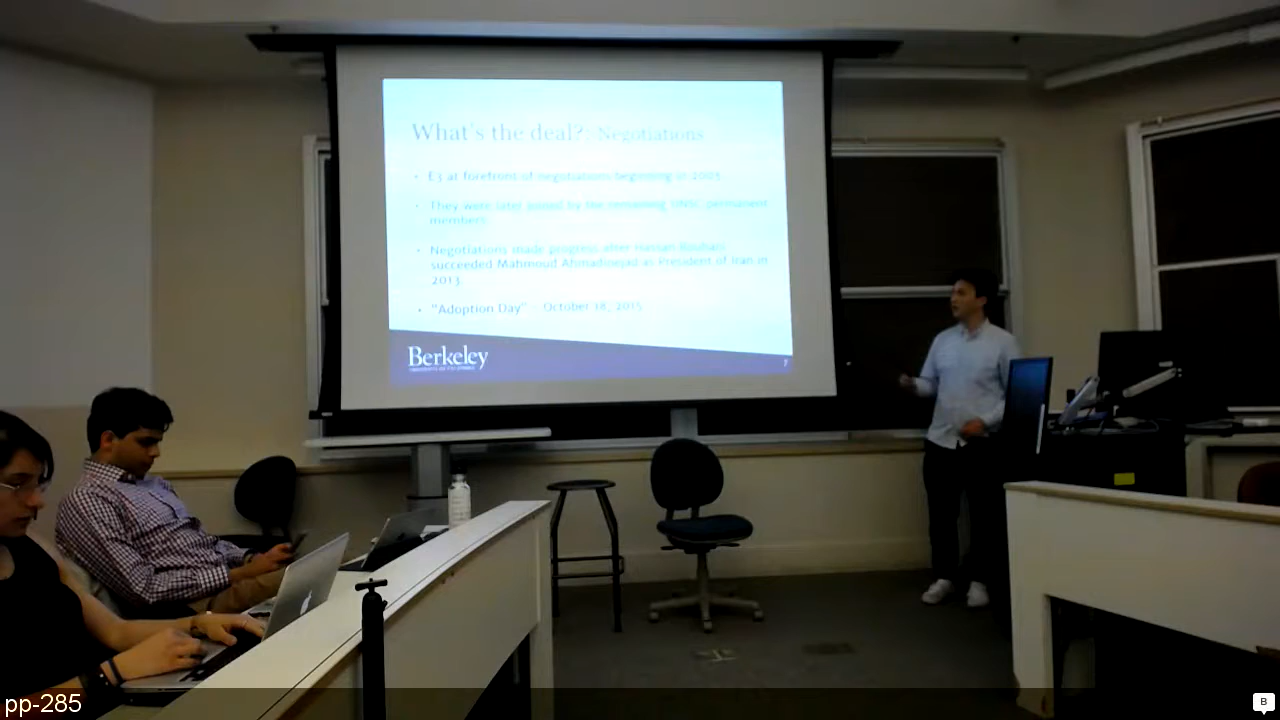 What's the deal?: Negotiations
• E3 at forefront of negotiations beginning in 2003
• They were later joined by the remaining UNSC permanent
members
• Negotiations made progress after Hassan Rouhani
succeeded Mahmoud Ahmadinejad as President of Iran in
2013
• "Adoption Day" – October 18, 2015
Berkeley
7
pp-285
B